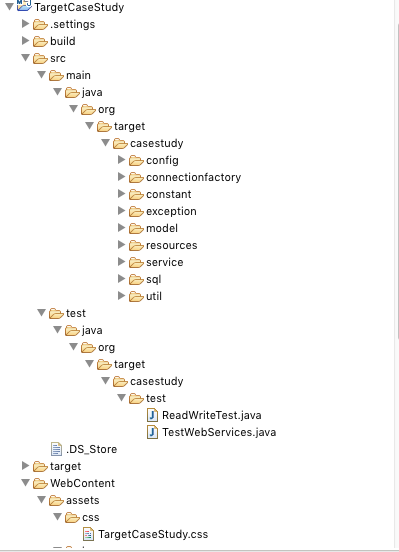 TargetCaseStudy
.settings
build
src
main
java
org
target
casestudy
config
connectionfactory
constant
exception
model
resources
service
sql
util
test
java
org
target
casestudy
test
ReadWriteTest.java
TestWebServices.java
.DS_Store
target
WebContent
assets
css
TargetCaseStudy.css